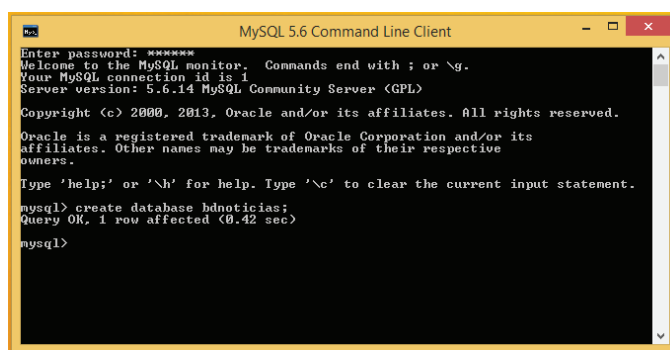 MySQL 5.6 Command Line Client
Enter password: ******
Welcome to the MySQL monitor.  Commands end with ; or \g.
Your MySQL connection id is 1
Server version: 5.6.14 MySQL Community Server (GPL)
Copyright (c) 2000, 2013, Oracle and/or its affiliates. All rights reserved.
Oracle is a registered trademark of Oracle Corporation and/or its
affiliates. Other names may be trademarks of their respective
owners.
Type 'help;' or '\h' for help. Type '\c' to clear the current input statement.
mysql> create database bdnoticias;
Query OK, 1 row affected (0.42 sec)
mysql>